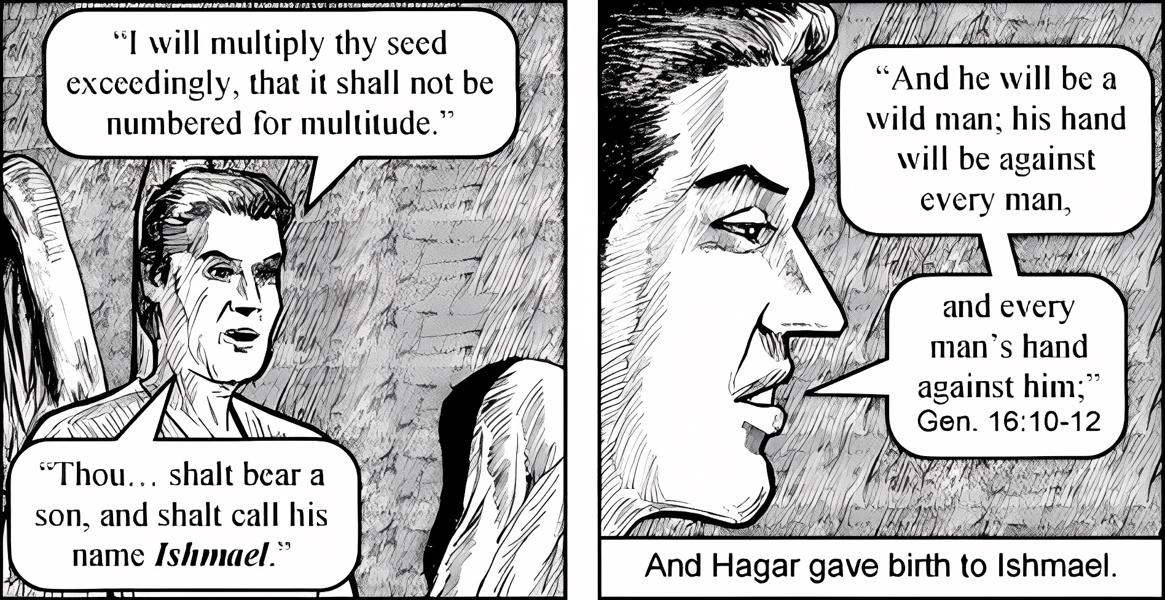 “I will multiply thy seed
exceedingly, that it shall not be
numbered for multitude.”
“Thou... shalt bear a
son, and shalt call his
name Ishmael.”
“And he will be a
wild man; his hand
will be against
every man,
and every
man’s hand
against him;”
Gen. 16:10-12
And Hagar gave birth to Ishmael.